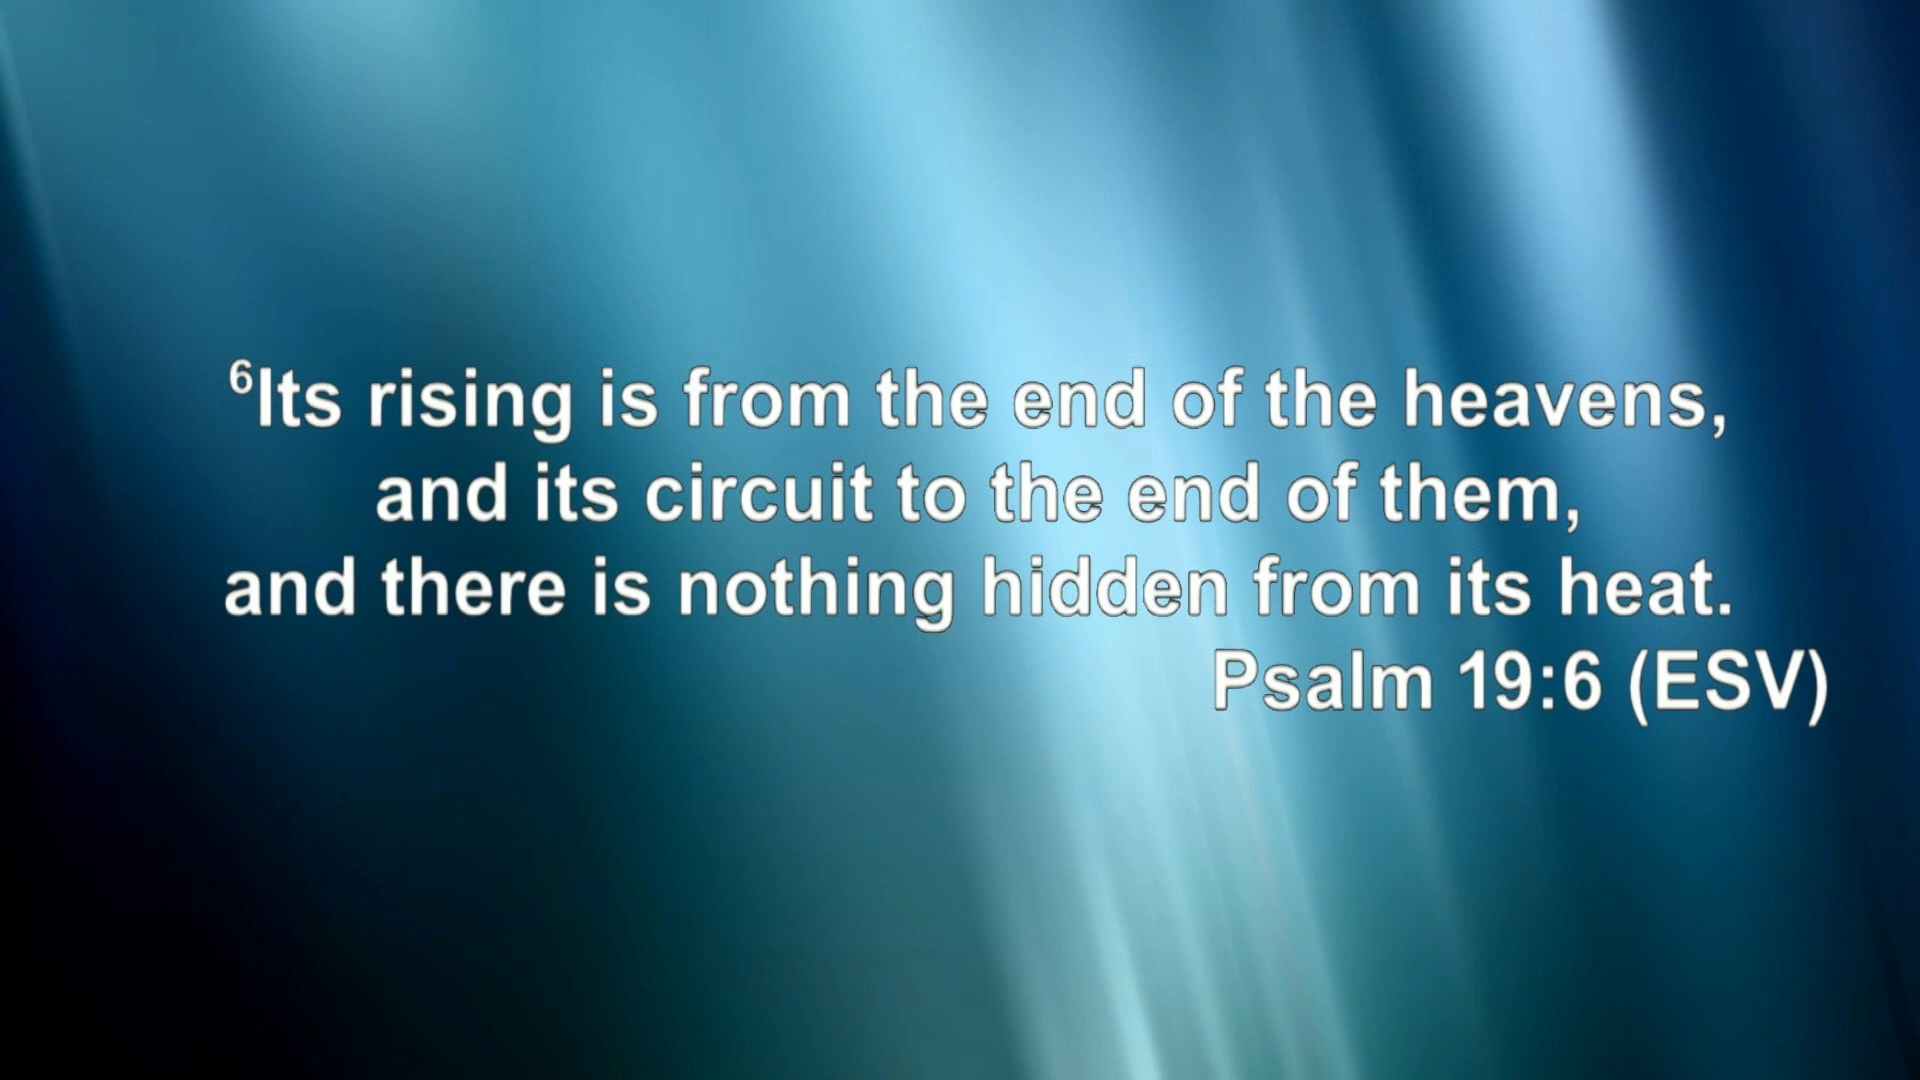 ⁶Its rising is from the end of the heavens,
and its circuit to the end of them,
and there is nothing hidden from its heat.
Psalm 19:6 (ESV)